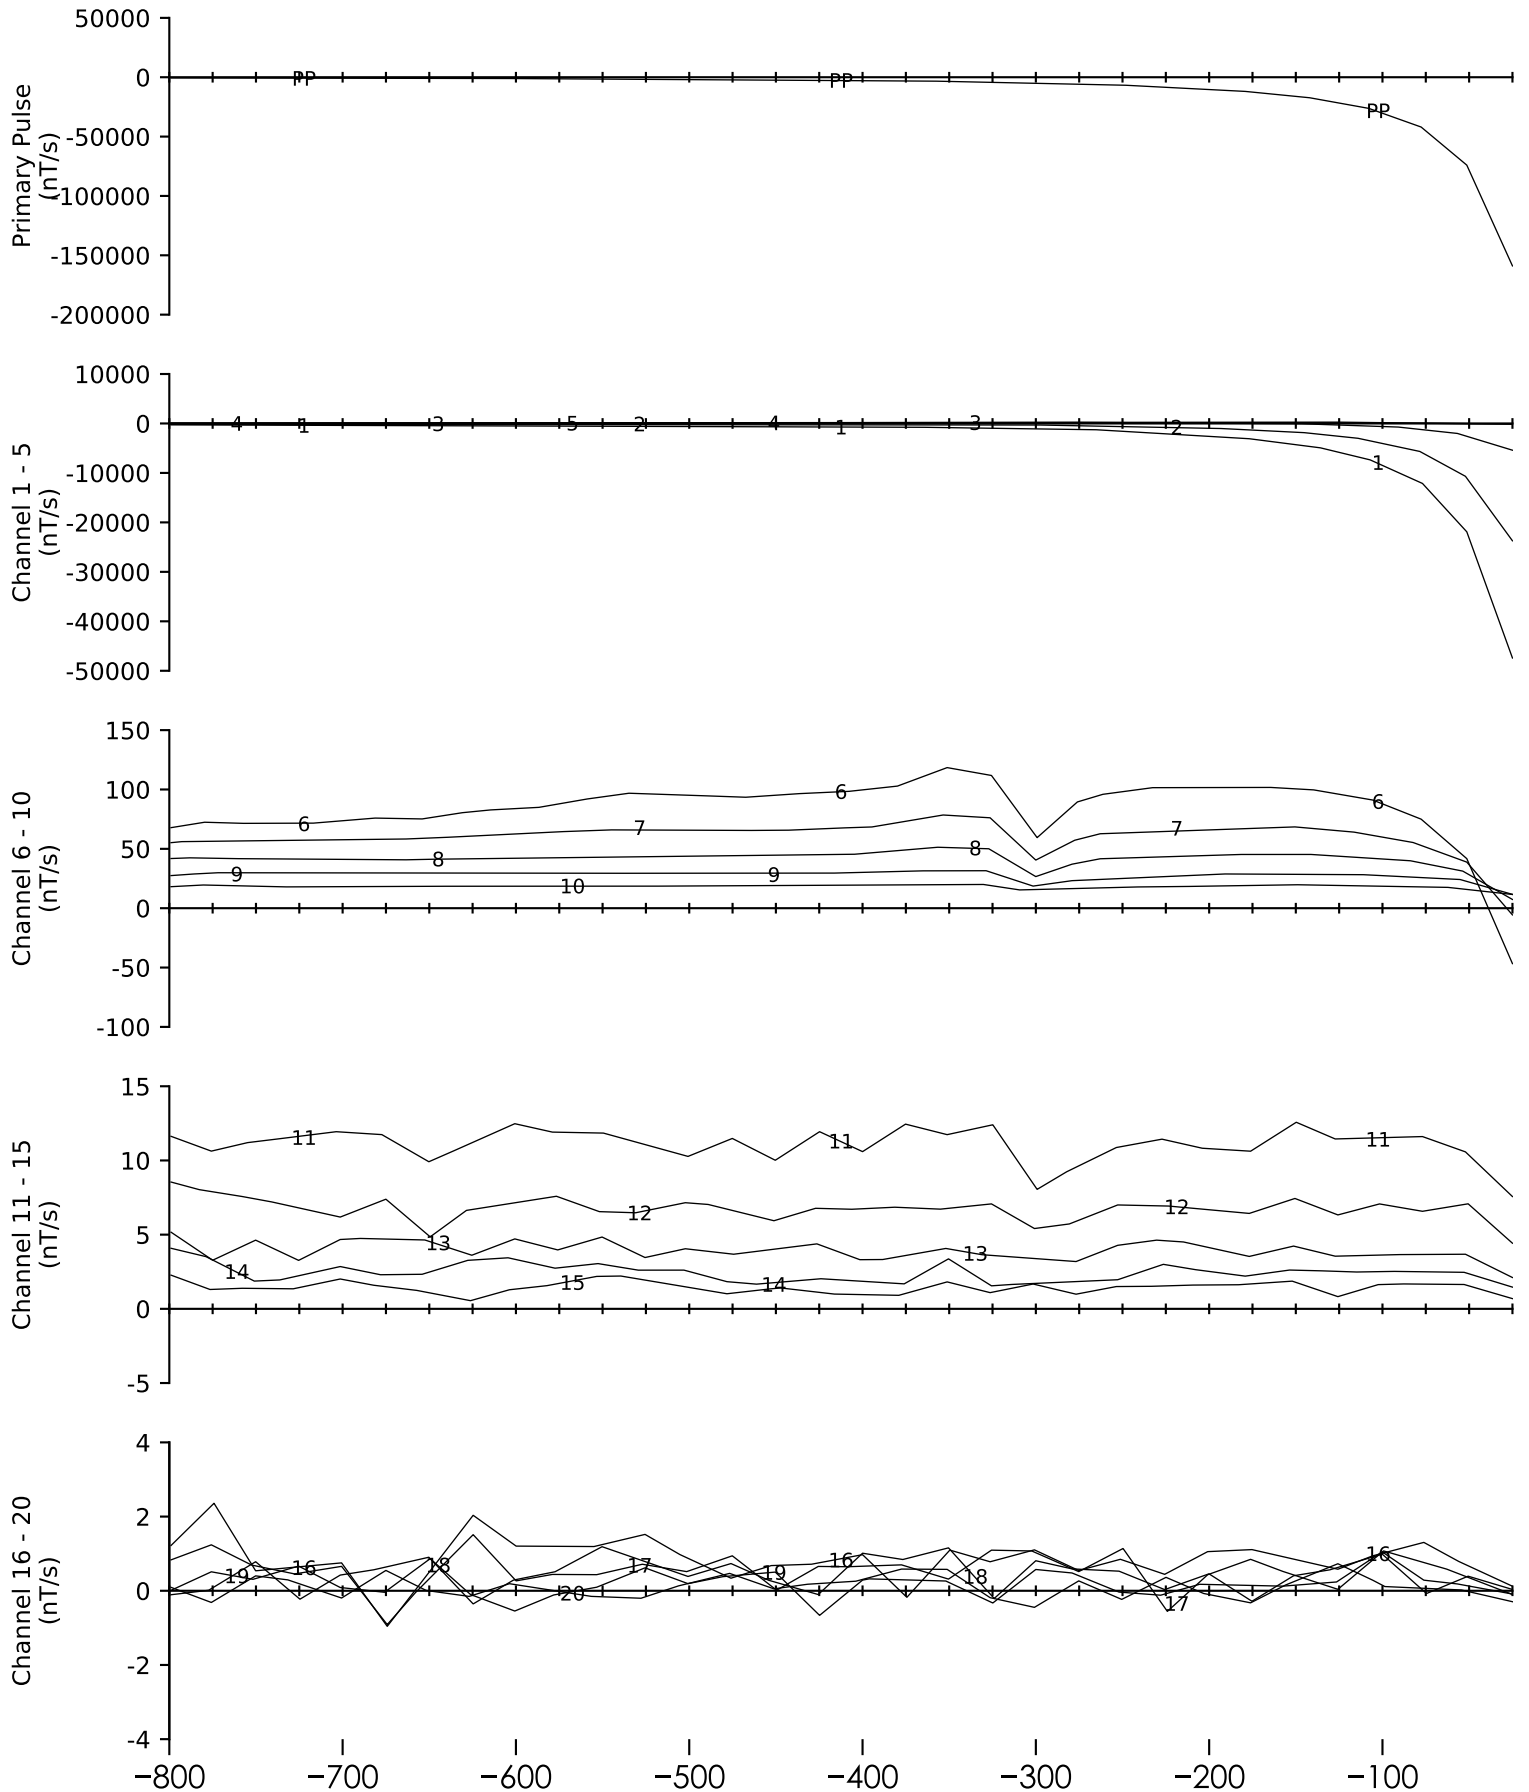 50000
0
-50000
-100000
-150000
-200000
Primary Pulse
(nT/s)
PP PP PP
10000
0
-10000
-20000
-30000
-40000
-50000
Channel 1 - 5
(nT/s)
4 1 3 5 2 4 1 3 2 1
150
100
50
0
-50
-100
Channel 6 - 10
(nT/s)
6 6 6
7 7
8 8
9 9
10
15
10
5
0
-5
Channel 11 - 15
(nT/s)
11 11 11
12 12
13 13
14 14
15
4
2
0
-2
-4
Channel 16 - 20
(nT/s)
19 16 18 20 17 19 16 18 17 16
−800 −700 −600 −500 −400 −300 −200 −100